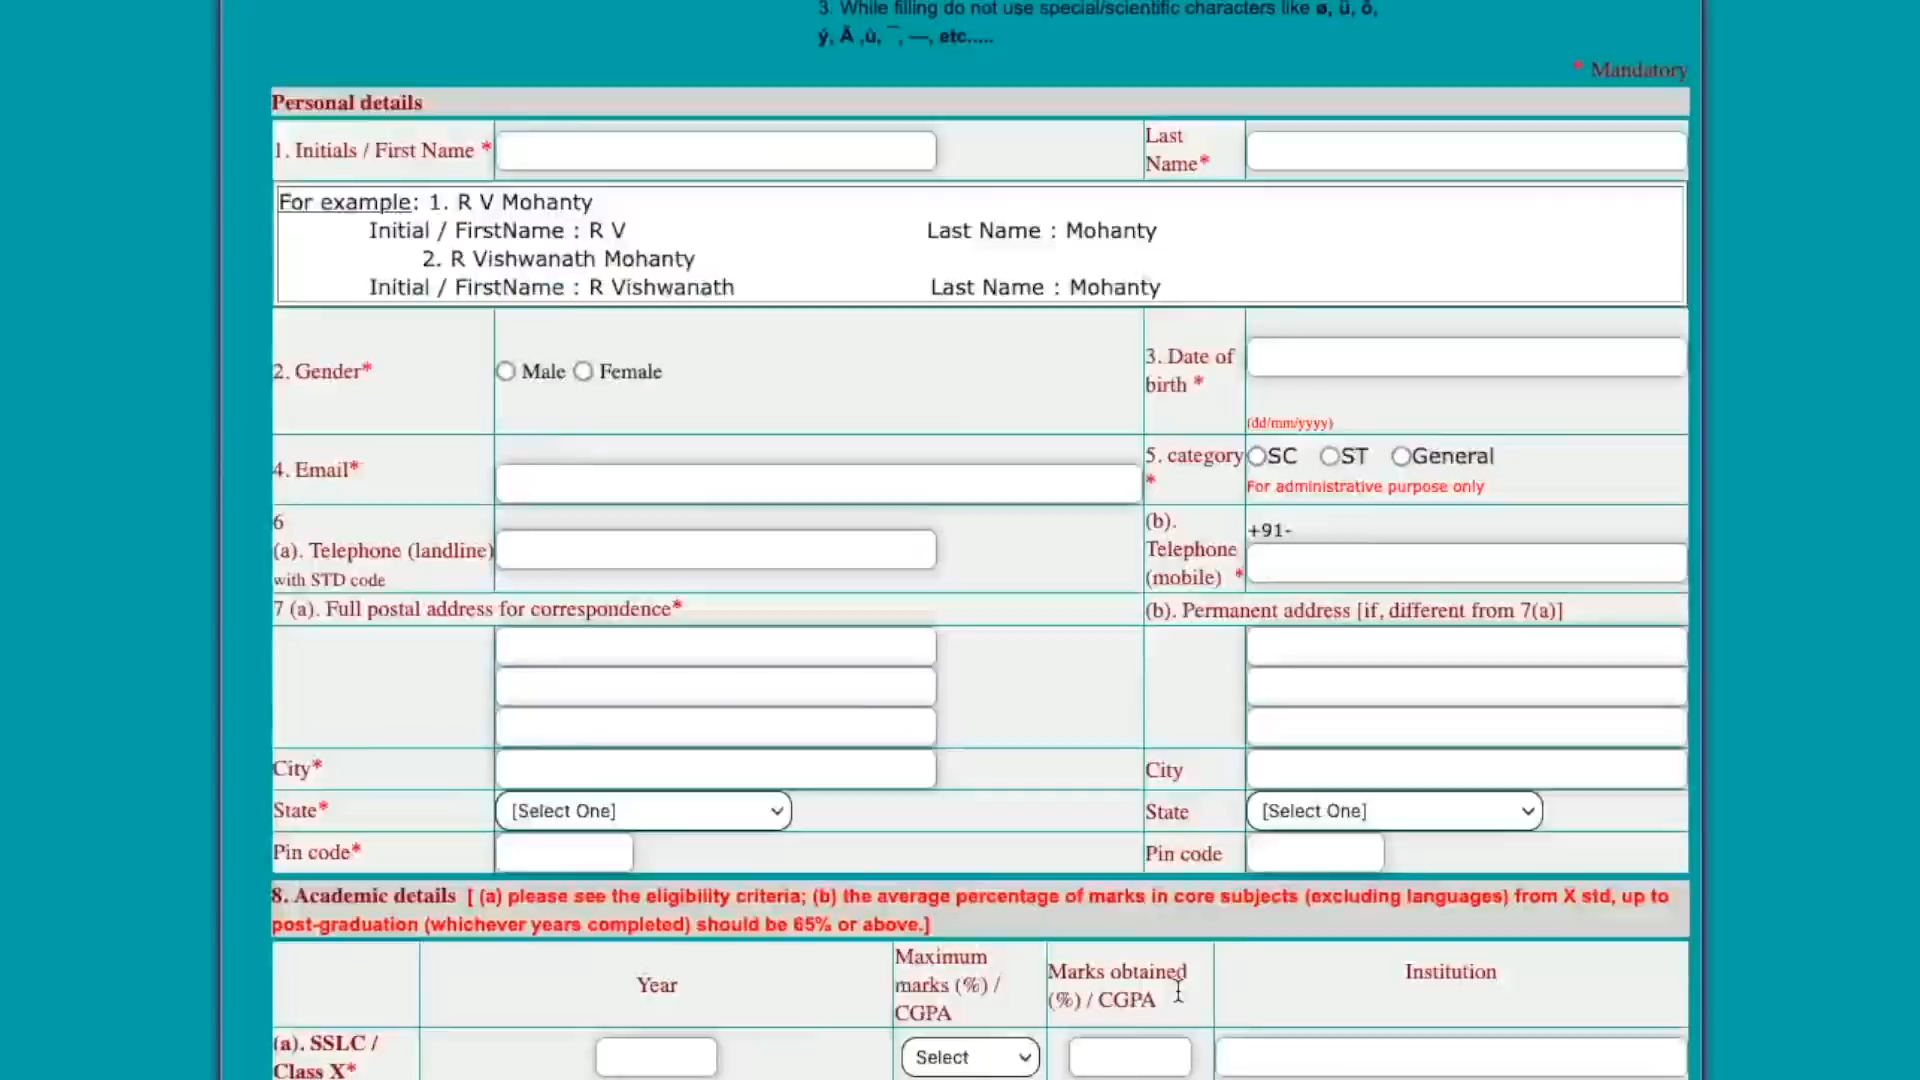 3. While filling do not use special/scientific characters like ø, ü, ô,
ý, Ã ,ù, ¯, —, etc.....
* Mandatory
Personal details
1. Initials / First Name *
Last
Name*
For example: 1. R V Mohanty
Initial / FirstName : R V Last Name : Mohanty
2. R Vishwanath Mohanty
Initial / FirstName : R Vishwanath Last Name : Mohanty
2. Gender*
Male Female
3. Date of
birth *
(dd/mm/yyyy)
4. Email*
5. category
*
SC ST General
For administrative purpose only
6
(a). Telephone (landline)
with STD code
(b).
Telephone
(mobile) *
+91-
7 (a). Full postal address for correspondence*
(b). Permanent address [if, different from 7(a)]
City*
City
State*
[Select One]
State
[Select One]
Pin code*
Pin code
8. Academic details [ (a) please see the eligibility criteria; (b) the average percentage of marks in core subjects (excluding languages) from X std, up to
post-graduation (whichever years completed) should be 65% or above.]
Year
Maximum
marks (%) /
CGPA
Marks obtained
(%) / CGPA
Institution
(a). SSLC /
Class X*
Select